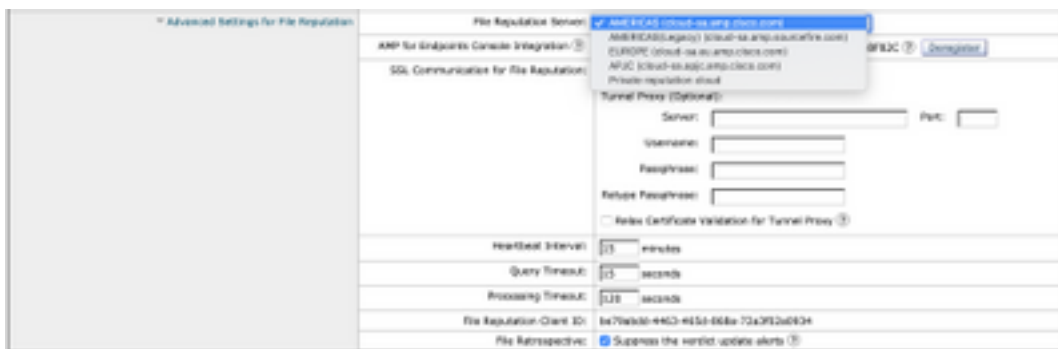 Advanced Settings for File Reputation
File Reputation Server:
✓ AMERICAS (cloud-sa.amp.cisco.com)
AMERICAS(Legacy) (cloud-sa.amp.sourcefire.com)
EUROPE (cloud-sa.eu.amp.cisco.com)
APJC (cloud-sa.apjc.amp.cisco.com)
Private reputation cloud
AMP for Endpoints Console Integration
Deregister
SSL Communication for File Reputation:
Tunnel Proxy (Optional):
Server:
Port:
Username:
Passphrase:
Retype Passphrase:
Relax Certificate Validation for Tunnel Proxy
Heartbeat Interval: 15 minutes
Query Timeout: 15 seconds
Processing Timeout: 120 seconds
File Reputation Client ID:
File Retrospective: Suppress the verdict update alerts